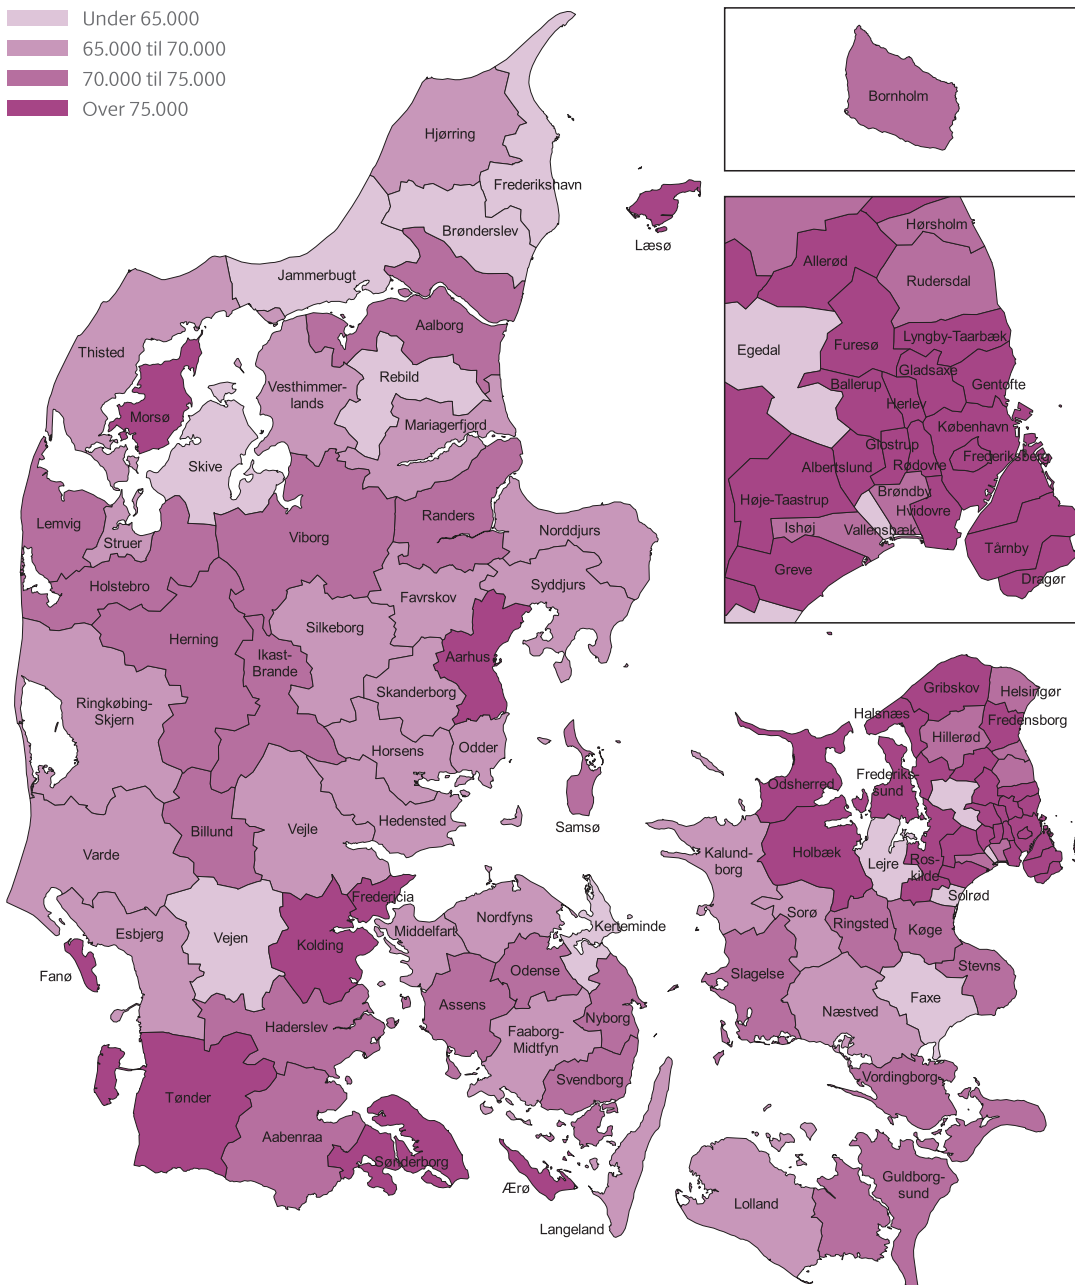 Under 65.000
65.000 til 70.000
70.000 til 75.000
Over 75.000
Bornholm
Hjørring
Frederikshavn
Brønderslev
Læsø
Jammerbugt
Aalborg
Thisted
Rebild
Vesthimmer-
lands
Morsø
Mariagerfjord
Skive
Lemvig
Randers
Norddjurs
Struer
Viborg
Holstebro
Favrskov
Syddjurs
Silkeborg
Herning
Ikast-
Brande
Aarhus
Skanderborg
Ringkøbing-
Skjern
Horsens
Odder
Samsø
Billund
Vejle
Hedensted
Varde
Fredericia
Esbjerg
Vejen
Kolding
Fanø
Nordfyns
Middelfart
Kerteminde
Odense
Assens
Haderslev
Faaborg-
Midtfyn
Nyborg
Svendborg
Tønder
Aabenraa
Sønderborg
Ærø
Langeland
Hørsholm
Allerød
Rudersdal
Egedal
Furesø
Lyngby-Taarbæk
Gladsaxe
Ballerup
Gentofte
Herlev
København
Glostrup
Frederiksberg
Albertslund
Rødovre
Høje-Taastrup
Brøndby
Hvidovre
Ishøj
Vallensbæk
Greve
Tårnby
Dragør
Gribskov
Helsingør
Halsnæs
Fredensborg
Hillerød
Odsherred
Frederiks-
sund
Kalund-
borg
Holbæk
Lejre
Ros-
kilde
Solrød
Sorø
Ringsted
Køge
Slagelse
Stevns
Faxe
Næstved
Vordingborg
Guldborg-
sund
Lolland